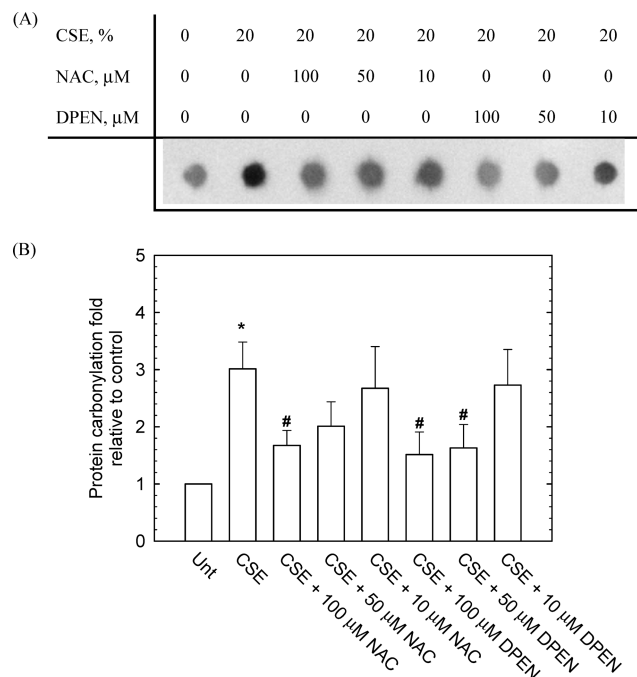 (A)
CSE, % 0 20 20 20 20 20 20 20
NAC, µM 0 0 100 50 10 0 0 0
DPEN, µM 0 0 0 0 0 100 50 10
(B)
Protein carbonylation fold
relative to control
5
4
3
2
1
0
*
#
#
#
Unt
CSE
CSE + 100 µM NAC
CSE + 50 µM NAC
CSE + 10 µM NAC
CSE + 100 µM DPEN
CSE + 50 µM DPEN
CSE + 10 µM DPEN